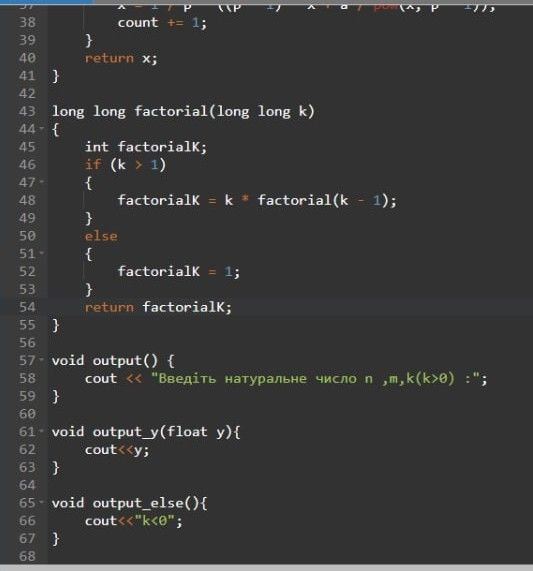 38 count += 1;
39 }
40 return x;
41 }
42
43 long long factorial(long long k)
44 {
45 int factorialK;
46 if (k > 1)
47 {
48 factorialK = k * factorial(k - 1);
49 }
50 else
51 {
52 factorialK = 1;
53 }
54 return factorialK;
55 }
56
57 void output() {
58 cout << "Введіть натуральне число n ,m,k(k>0) :";
59 }
60
61 void output_y(float y){
62 cout<<y;
63 }
64
65 void output_else(){
66 cout<<"k<0";
67 }
68